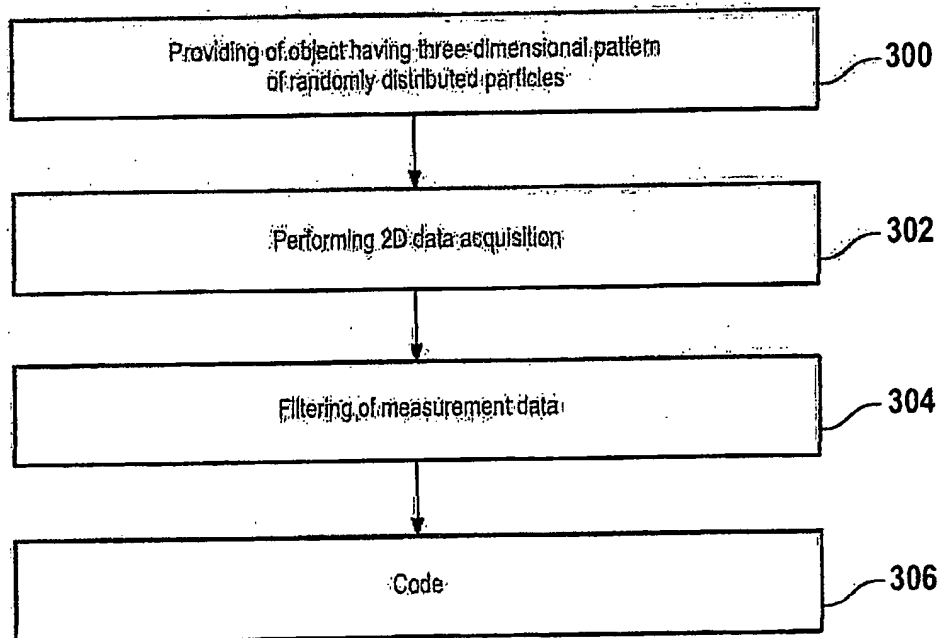 Providing of object having three-dimensional pattern
of randomly distributed particles
300
Performing 2D data acquisition
302
Filtering of measurement data
304
Code
306